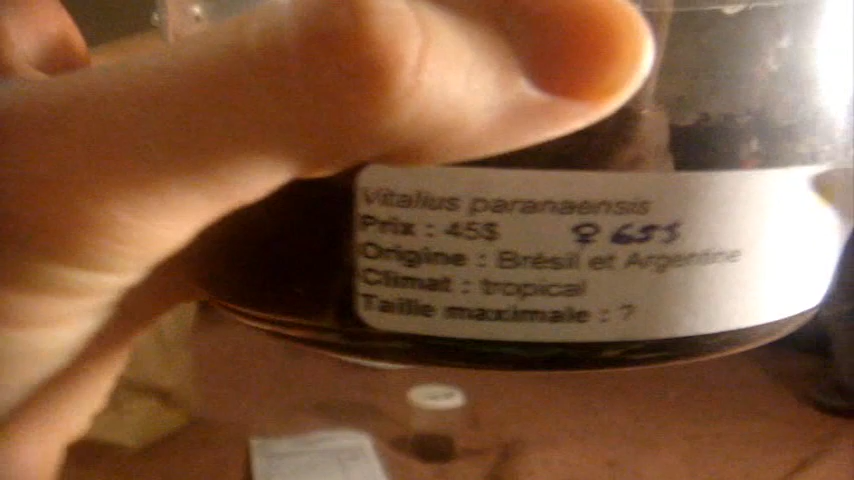 Vitalius paranaensis
Prix : 45$ ♀ 65$
Origine : Brésil et Argentine
Climat : tropical
Taille maximale : ?